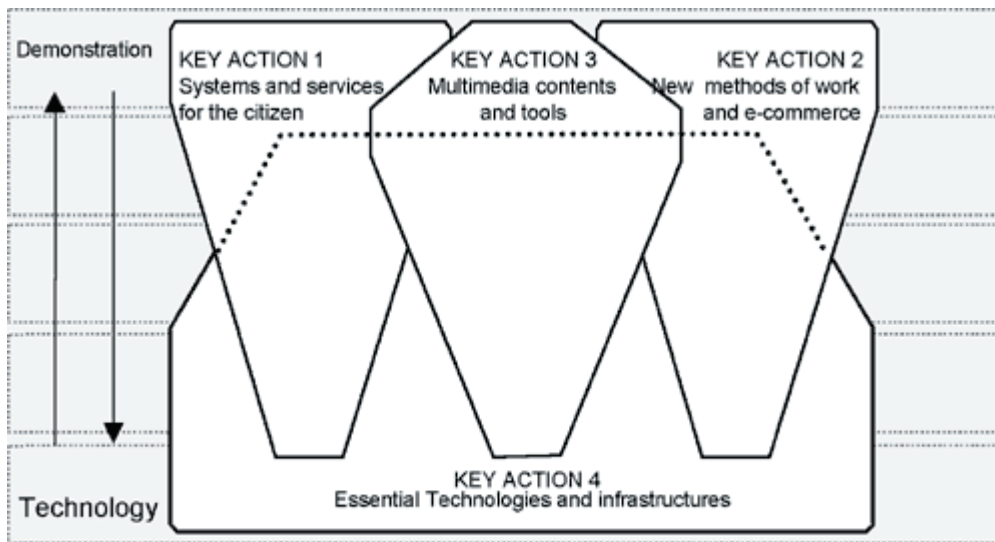 Demonstration
KEY ACTION 1
Systems and services
for the citizen
KEY ACTION 3
Multimedia contents
and tools
KEY ACTION 2
New methods of work
and e-commerce
KEY ACTION 4
Essential Technologies and infrastructures
Technology